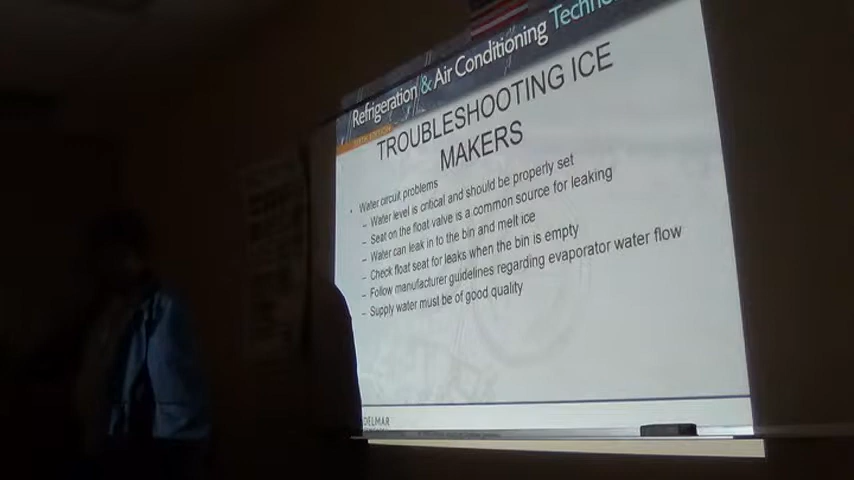 Refrigeration & Air Conditioning
TROUBLESHOOTING ICE
MAKERS
• Water circuit problems
– Water level is critical and should be properly set
– Seat on the float valve is a common source for leaking
– Water can leak in to the bin and melt ice
– Check float seat for leaks when the bin is empty
– Follow manufacturer guidelines regarding evaporator water flow
– Supply water must be of good quality
DELMAR